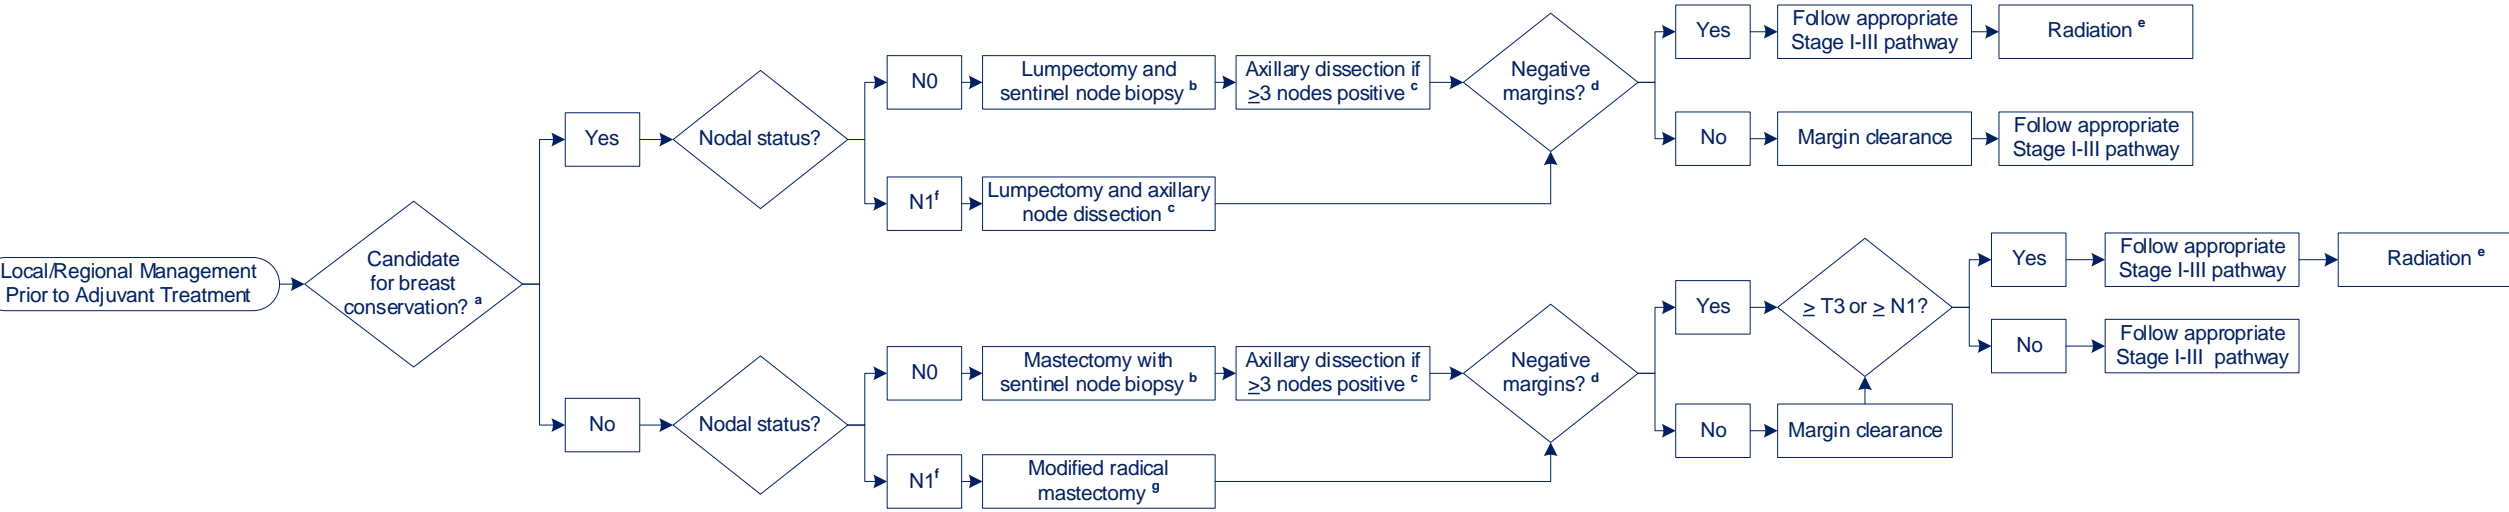 Local/Regional Management
Prior to Adjuvant Treatment
Candidate
for breast
conservation? a
Yes
Nodal status?
N0
Lumpectomy and
sentinel node biopsy b
Axillary dissection if
≥3 nodes positive c
N1f
Lumpectomy and axillary
node dissection c
Negative
margins? d
Yes
Follow appropriate
Stage I-III pathway
Radiation e
No
Margin clearance
Follow appropriate
Stage I-III pathway
No
Nodal status?
N0
Mastectomy with
sentinel node biopsy b
Axillary dissection if
≥3 nodes positive c
N1f
Modified radical
mastectomy g
Negative
margins? d
Yes
≥ T3 or ≥ N1?
Yes
Follow appropriate
Stage I-III pathway
Radiation e
No
Follow appropriate
Stage I-III pathway
No
Margin clearance